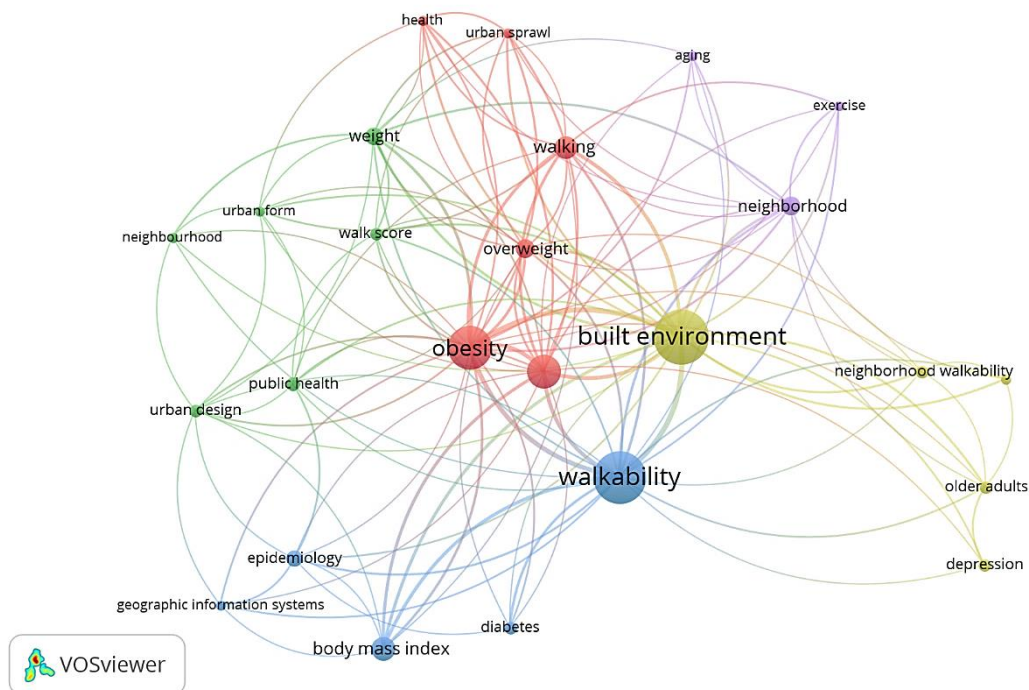 health
urban sprawl
aging
exercise
weight
walking
urban form
neighborhood
neighbourhood
walk score
overweight
built environment
obesity
neighborhood walkability
public health
urban design
walkability
older adults
epidemiology
depression
geographic information systems
diabetes
body mass index
VOSviewer